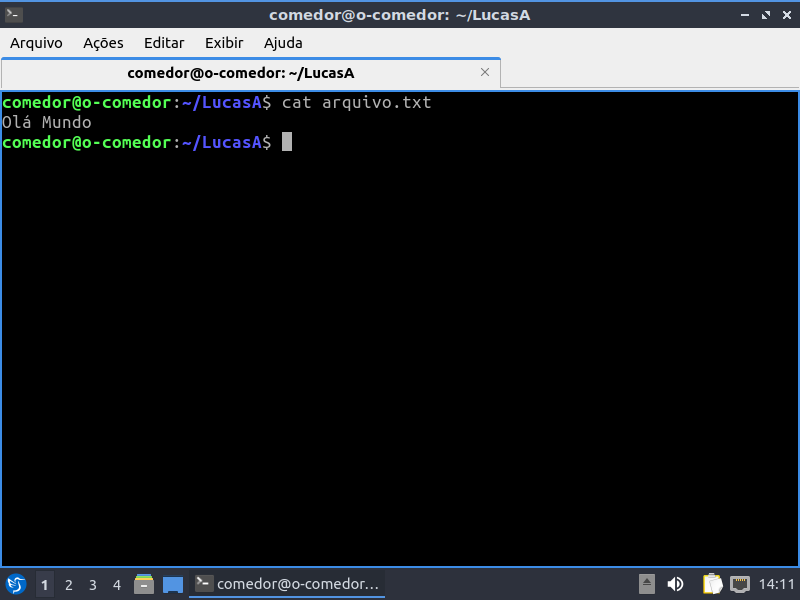 comedor@o-comedor: ~/LucasA
Arquivo Ações Editar Exibir Ajuda
comedor@o-comedor: ~/LucasA
comedor@o-comedor:~/LucasA$ cat arquivo.txt
Olá Mundo
comedor@o-comedor:~/LucasA$
1 2 3 4 comedor@o-comedor... 14:11